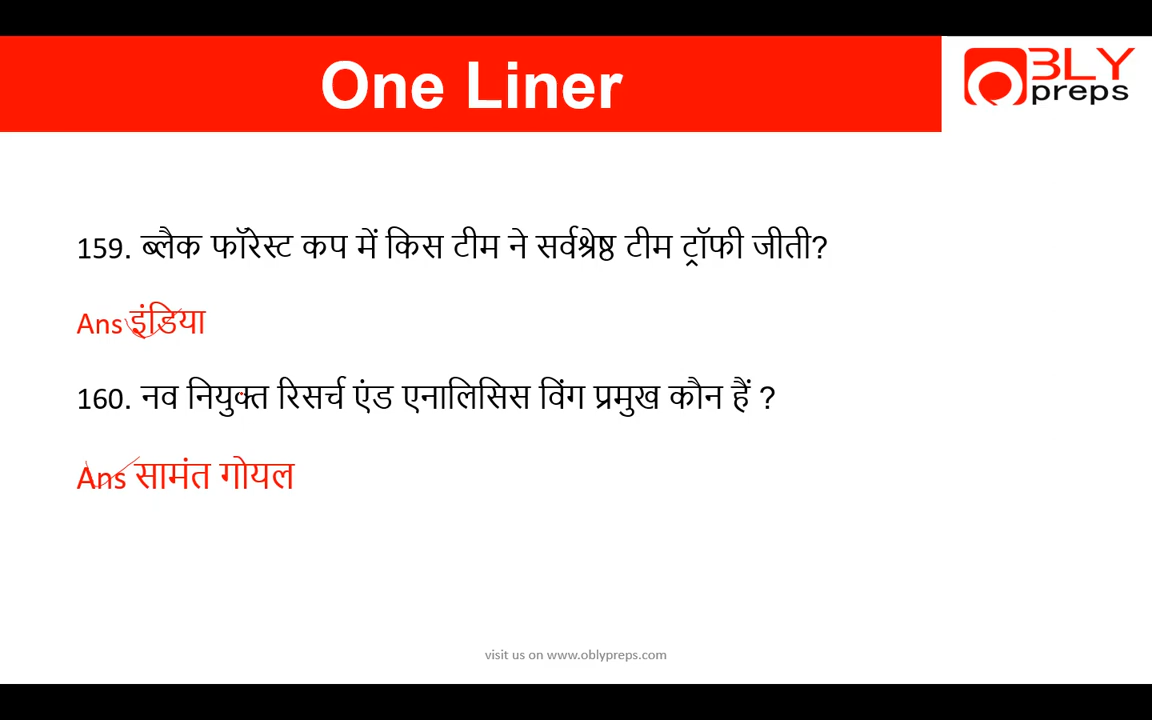 One Liner
BLY
preps
159. ब्लैक फॉरेस्ट कप में किस टीम ने सर्वश्रेष्ठ टीम ट्रॉफी जीती?
Ans इंडिया
160. नव नियुक्त रिसर्च एंड एनालिसिस विंग प्रमुख कौन हैं ?
Ans सामंत गोयल
visit us on www.oblypreps.com